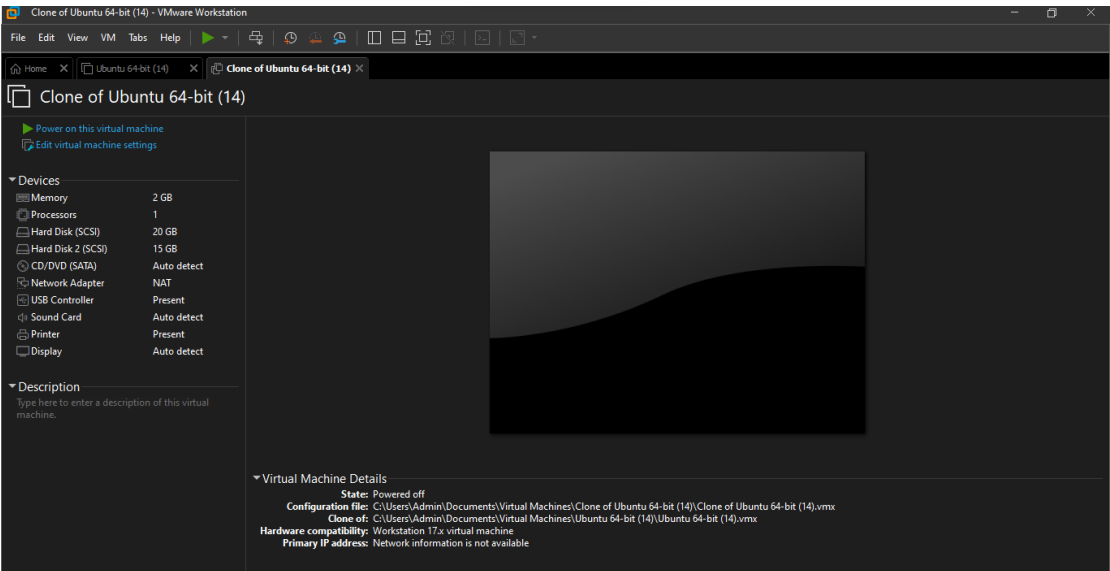 Clone of Ubuntu 64-bit (14) - VMware Workstation
File Edit View VM Tabs Help
Home Ubuntu 64-bit (14) Clone of Ubuntu 64-bit (14)
Clone of Ubuntu 64-bit (14)
Power on this virtual machine
Edit virtual machine settings
Devices
Memory 2 GB
Processors 1
Hard Disk (SCSI) 20 GB
Hard Disk 2 (SCSI) 15 GB
CD/DVD (SATA) Auto detect
Network Adapter NAT
USB Controller Present
Sound Card Auto detect
Printer Present
Display Auto detect
Description
Type here to enter a description of this virtual
machine.
Virtual Machine Details
State: Powered off
Configuration file: C:\Users\Admin\Documents\Virtual Machines\Clone of Ubuntu 64-bit (14)\Clone of Ubuntu 64-bit (14).vmx
Clone of: C:\Users\Admin\Documents\Virtual Machines\Ubuntu 64-bit (14)\Ubuntu 64-bit (14).vmx
Hardware compatibility: Workstation 17.x virtual machine
Primary IP address: Network information is not available